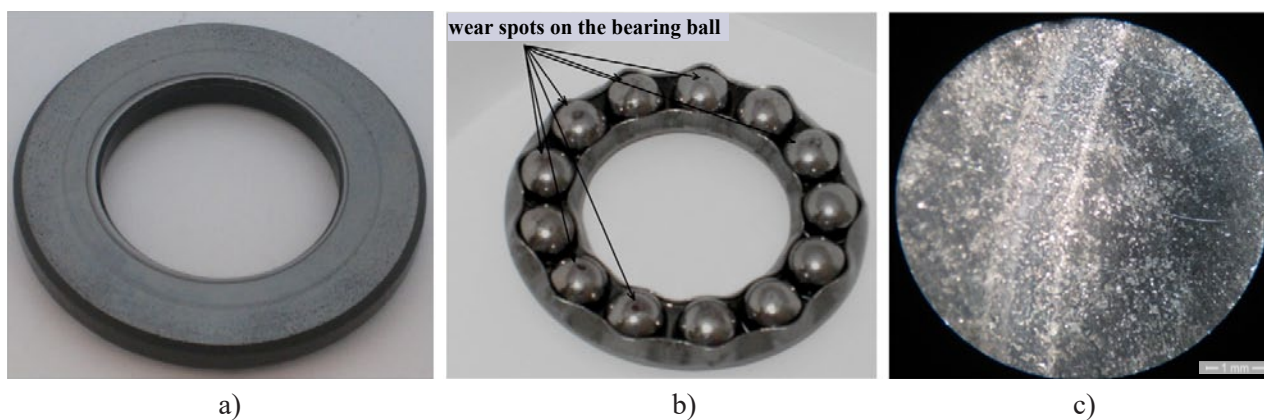 wear spots on the bearing ball
1 mm
a)
b)
c)